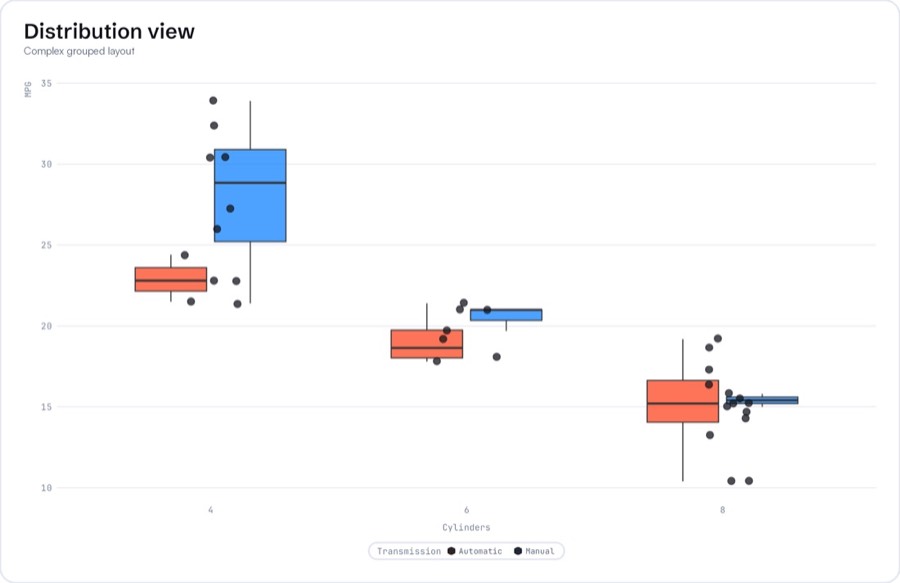 Distribution view
Complex grouped layout
MPG
35
30
25
20
15
10
4
6
8
Cylinders
Transmission Automatic Manual